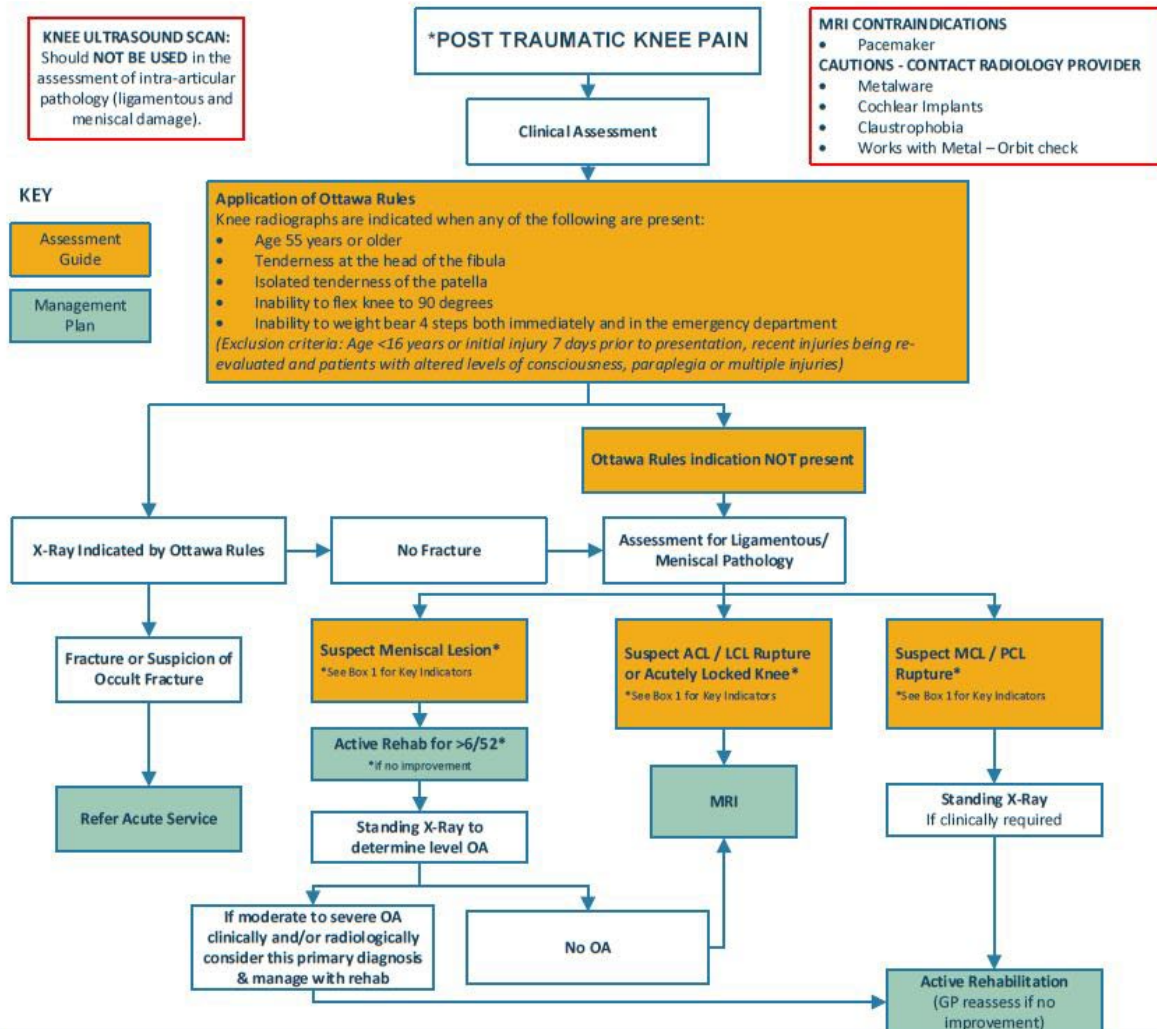 KNEE ULTRASOUND SCAN:
Should NOT BE USED in the
assessment of intra-articular
pathology (ligamentous and
meniscal damage).
*POST TRAUMATIC KNEE PAIN
MRI CONTRAINDICATIONS
• Pacemaker
CAUTIONS - CONTACT RADIOLOGY PROVIDER
• Metalware
• Cochlear Implants
• Claustrophobia
• Works with Metal – Orbit check
Clinical Assessment
KEY
Assessment
Guide
Management
Plan
Application of Ottawa Rules
Knee radiographs are indicated when any of the following are present:
• Age 55 years or older
• Tenderness at the head of the fibula
• Isolated tenderness of the patella
• Inability to flex knee to 90 degrees
• Inability to weight bear 4 steps both immediately and in the emergency department
(Exclusion criteria: Age <16 years or initial injury 7 days prior to presentation, recent injuries being re-
evaluated and patients with altered levels of consciousness, paraplegia or multiple injuries)
Ottawa Rules indication NOT present
X-Ray Indicated by Ottawa Rules
No Fracture
Assessment for Ligamentous/
Meniscal Pathology
Fracture or Suspicion of
Occult Fracture
Suspect Meniscal Lesion*
*See Box 1 for Key Indicators
Suspect ACL / LCL Rupture
or Acutely Locked Knee*
*See Box 1 for Key Indicators
Suspect MCL / PCL
Rupture*
*See Box 1 for Key Indicators
Active Rehab for >6/52*
*if no improvement
Refer Acute Service
MRI
Standing X-Ray
If clinically required
Standing X-Ray to
determine level OA
If moderate to severe OA
clinically and/or radiologically
consider this primary diagnosis
& manage with rehab
No OA
Active Rehabilitation
(GP reassess if no
improvement)